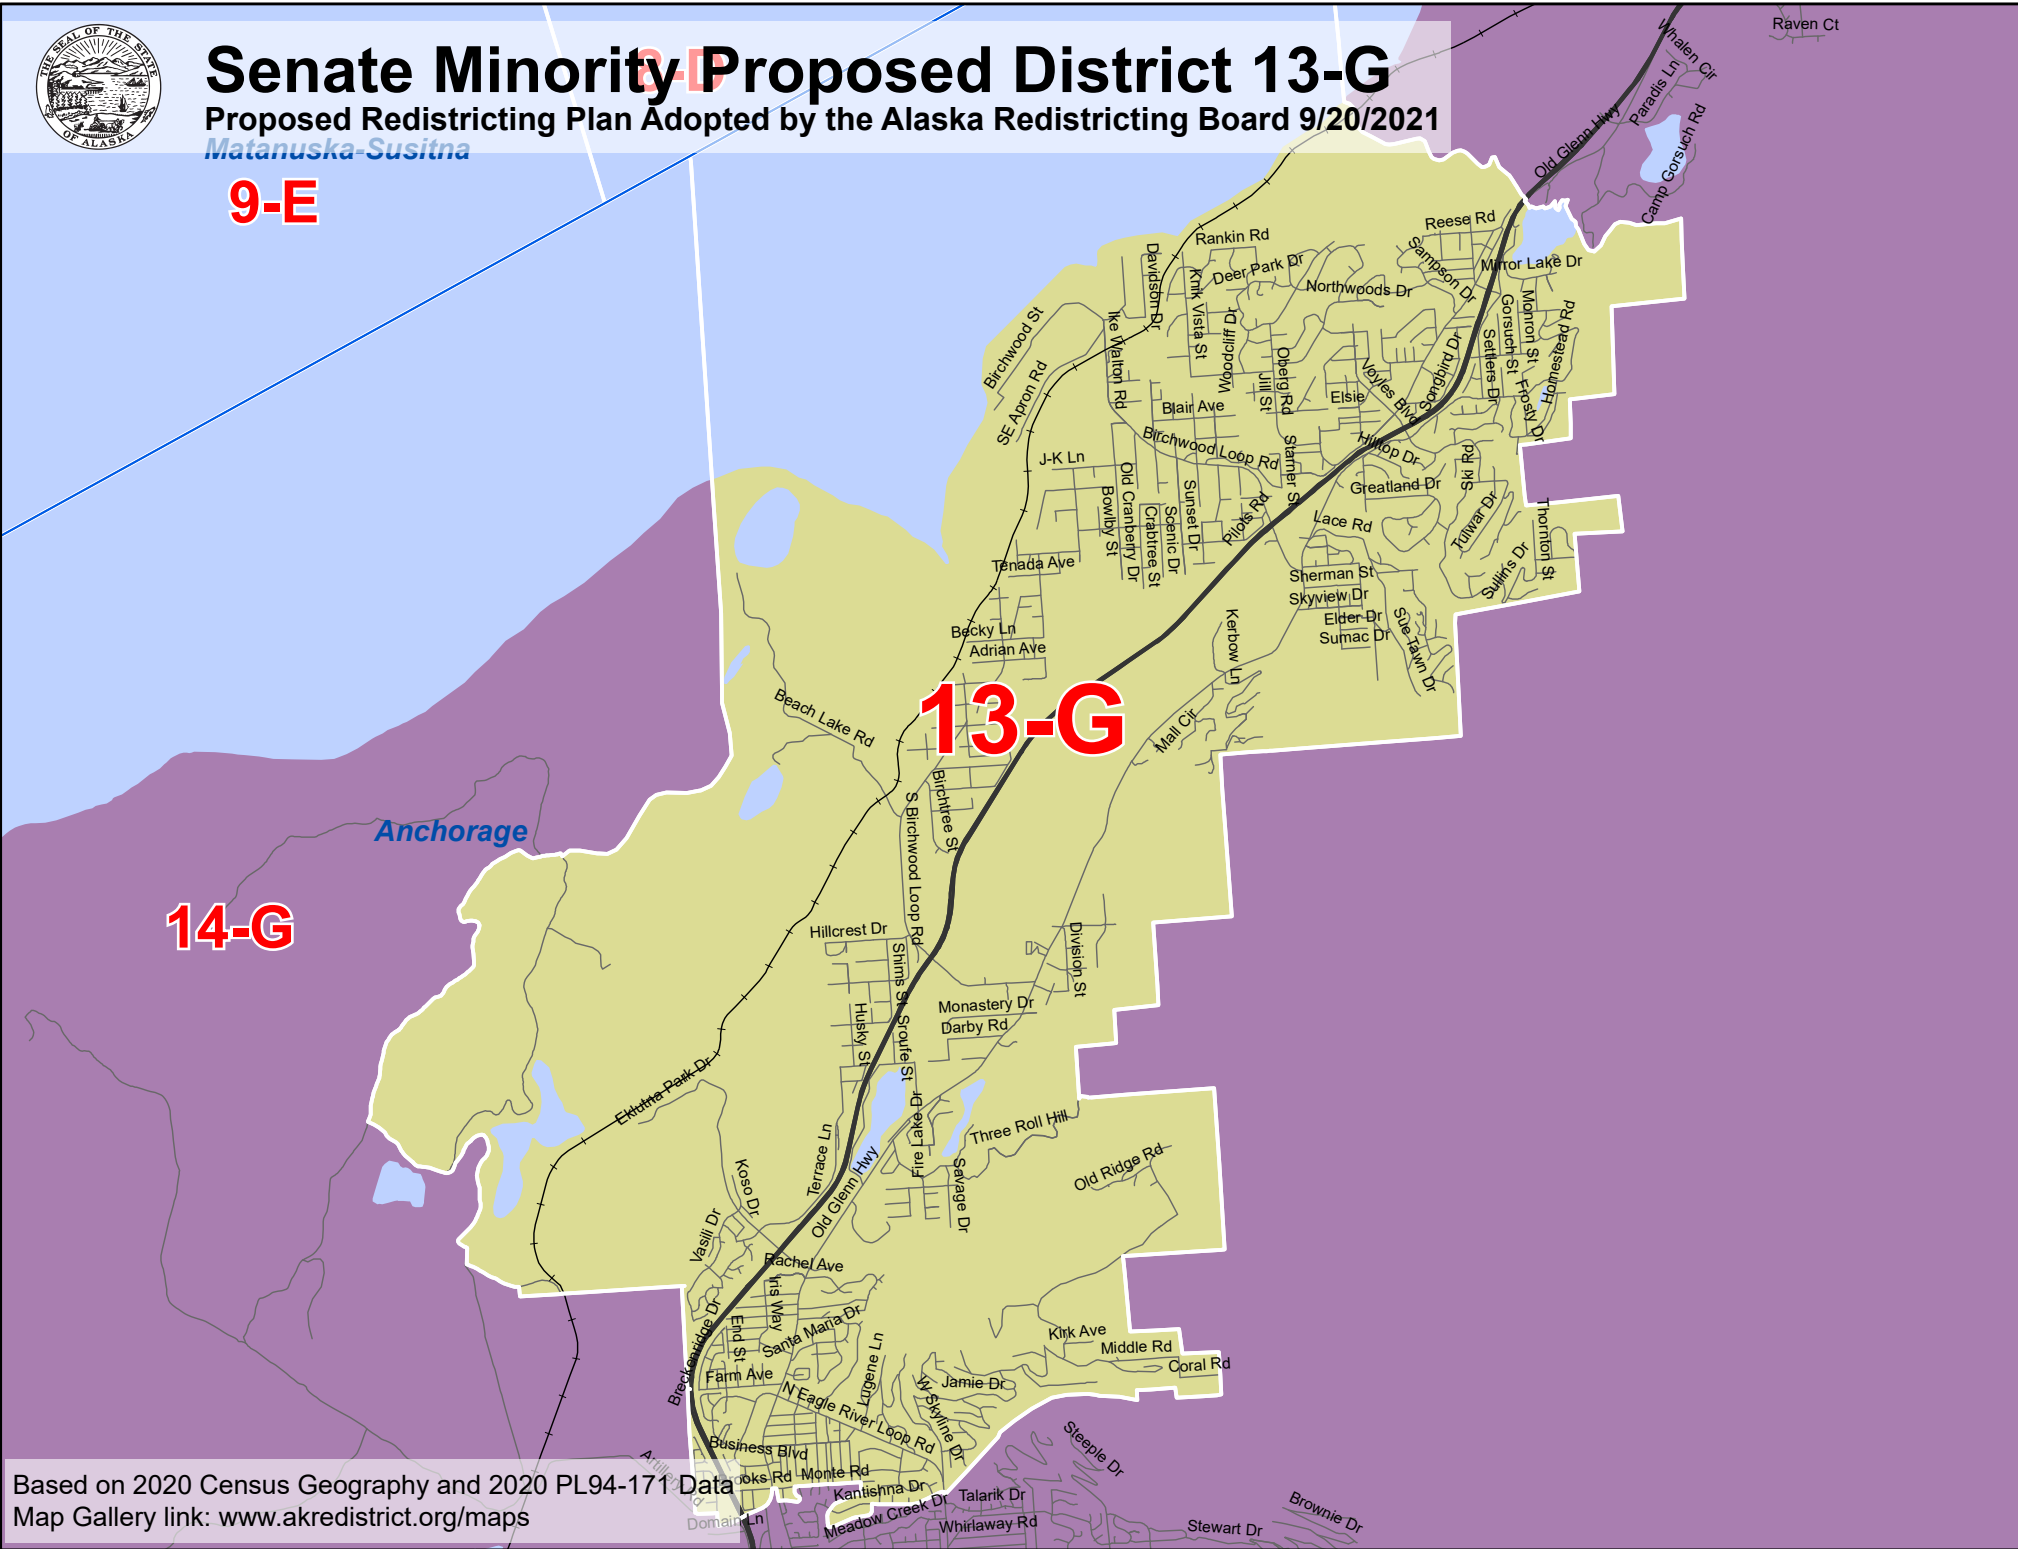 THE SEAL OF THE STATE OF ALASKA
Senate Minority Proposed District 13-G
8-D
Proposed Redistricting Plan Adopted by the Alaska Redistricting Board 9/20/2021
Matanuska-Susitna
9-E
Raven Ct
Whalen Cir
Paradis Ln
Old Glenn Hwy
Camp Gorsuch Rd
Reese Rd
Rankin Rd
Sampson Dr
Mirror Lake Dr
Davidson Dr
Deer Park Dr
Knik Vista St
Northwoods Dr
Monron St
Gorsuch St
Homestead Rd
Birchwood St
Ike Walton Rd
Woodcliff Dr
Settlers Dr
Songbird Dr
SE Apron Rd
Oberg Rd
Jill St
Voyles Blvd
Elsie
Frosty Dr
Blair Ave
Birchwood Loop Rd
Hilltop Dr
Starner St
Ski Rd
J-K Ln
Old Cranberry Dr
Bowlby St
Crabtree St
Scenic Dr
Sunset Dr
Pilots Rd
Greatland Dr
Lace Rd
Tulwar Dr
Thornton St
Sullins Dr
Tenada Ave
Sherman St
Skyview Dr
Elder Dr
Sumac Dr
Sue Tawn Dr
Becky Ln
Adrian Ave
Kerbow Ln
13-G
Beach Lake Rd
Mall Cir
Birchtree St
S Birchwood Loop Rd
Anchorage
14-G
Hillcrest Dr
Shims St
Division St
Monastery Dr
Darby Rd
Husky St
Sroufe St
Eklutna Park Dr
Fire Lake Dr
Three Roll Hill
Terrace Ln
Old Glenn Hwy
Koso Dr
Savage Dr
Old Ridge Rd
Vasili Dr
Rachel Ave
Iris Way
Breckenridge Dr
End St
Santa Maria Dr
Lugene Ln
Kirk Ave
Middle Rd
Coral Rd
Farm Ave
Jamie Dr
W Skyline Dr
N Eagle River Loop Rd
Business Blvd
Steeple Dr
Artillery Rd
Brooks Rd
Monte Rd
Kantishna Dr
Talarik Dr
Meadow Creek Dr
Whirlaway Rd
Domain Ln
Stewart Dr
Brownie Dr
Based on 2020 Census Geography and 2020 PL94-171 Data
Map Gallery link: www.akredistrict.org/maps